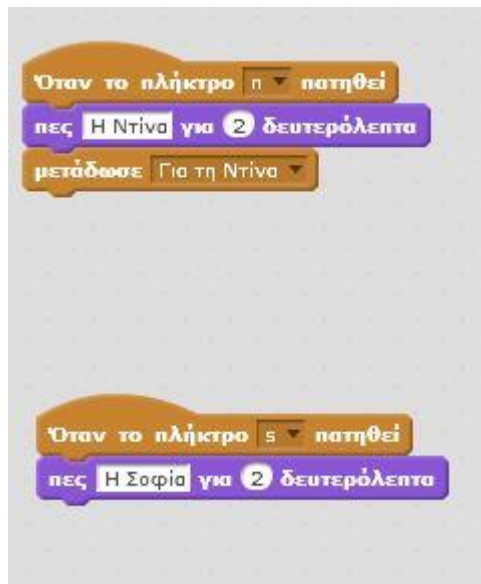 Όταν το πλήκτρο n πατηθεί
πες Η Ντίνα για 2 δευτερόλεπτα
μετάδωσε Για τη Ντίνα
Όταν το πλήκτρο s πατηθεί
πες Η Σοφία για 2 δευτερόλεπτα